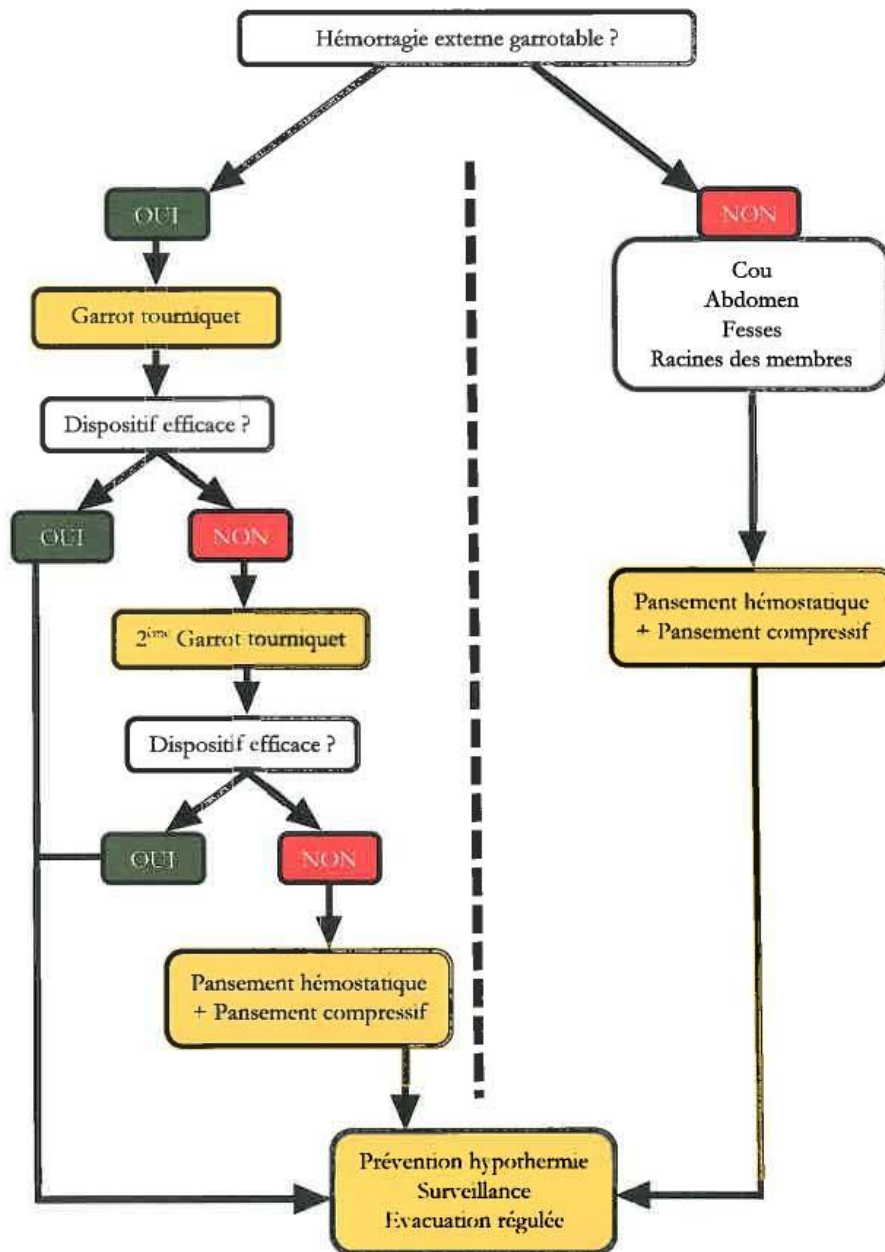 Hémorragie externe garrotable ?
OUI
NON
Cou
Abdomen
Fesses
Racines des membres
Garrot tourniquet
Dispositif efficace ?
OUI
NON
2ème Garrot tourniquet
Dispositif efficace ?
OUI
NON
Pansement hémostatique
+ Pansement compressif
Pansement hémostatique
+ Pansement compressif
Prévention hypothermie
Surveillance
Evacuation régulée